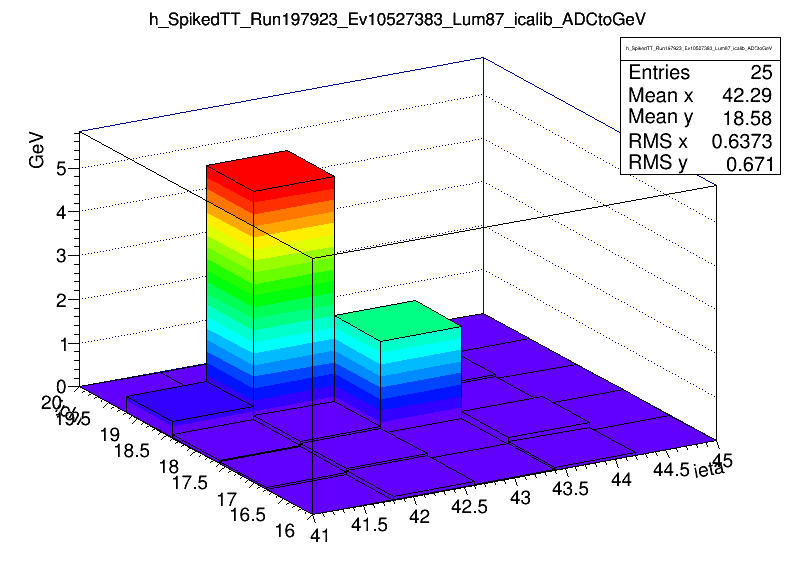 h_SpikedTT_Run197923_Ev10527383_Lum87_icalib_ADCtoGeV
h_SpikedTT_Run197923_Ev10527383_Lum87_icalib_ADCtoGeV
Entries 25
Mean x 42.29
Mean y 18.58
RMS x 0.6373
RMS y 0.671
GeV
5
4
3
2
1
0
20
19.5
19
18.5
18
17.5
17
16.5
16
41
41.5
42
42.5
43
43.5
44
44.5
45
ieta